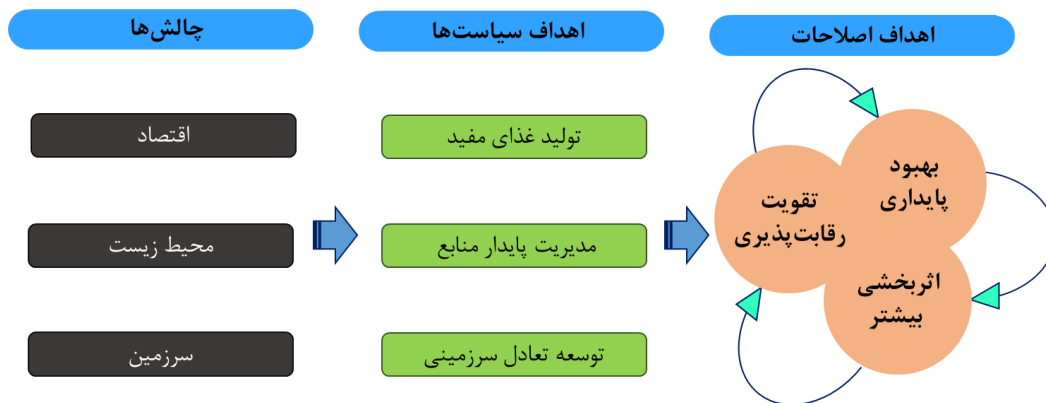 چالش‌ها
اهداف سیاست‌ها
اهداف اصلاحات
اقتصاد
تولید غذای مفید
محیط زیست
مدیریت پایدار منابع
سرزمین
توسعه تعادل سرزمینی
بهبود
پایداری
تقویت
رقابت‌پذیری
اثربخشی
بیشتر